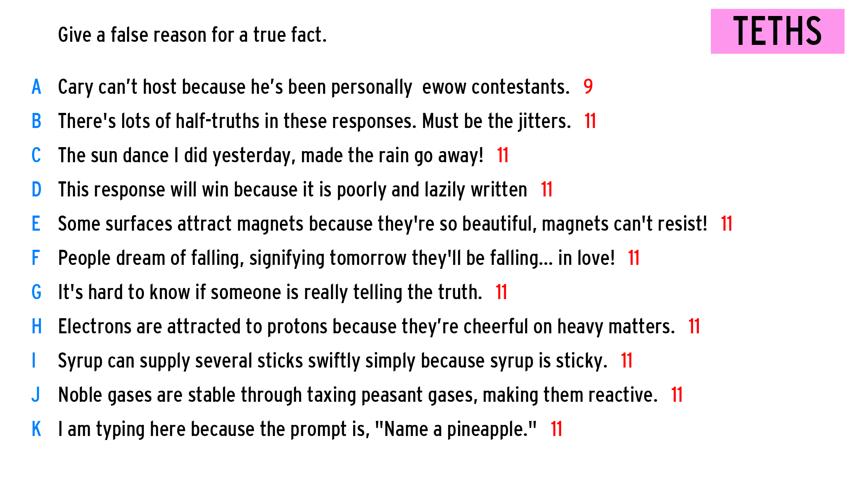 Give a false reason for a true fact.
TETHS
A Cary can't host because he's been personally ewow contestants. 9
B There's lots of half-truths in these responses. Must be the jitters. 11
C The sun dance I did yesterday, made the rain go away! 11
D This response will win because it is poorly and lazily written 11
E Some surfaces attract magnets because they're so beautiful, magnets can't resist! 11
F People dream of falling, signifying tomorrow they'll be falling... in love! 11
G It's hard to know if someone is really telling the truth. 11
H Electrons are attracted to protons because they're cheerful on heavy matters. 11
I Syrup can supply several sticks swiftly simply because syrup is sticky. 11
J Noble gases are stable through taxing peasant gases, making them reactive. 11
K I am typing here because the prompt is, "Name a pineapple." 11